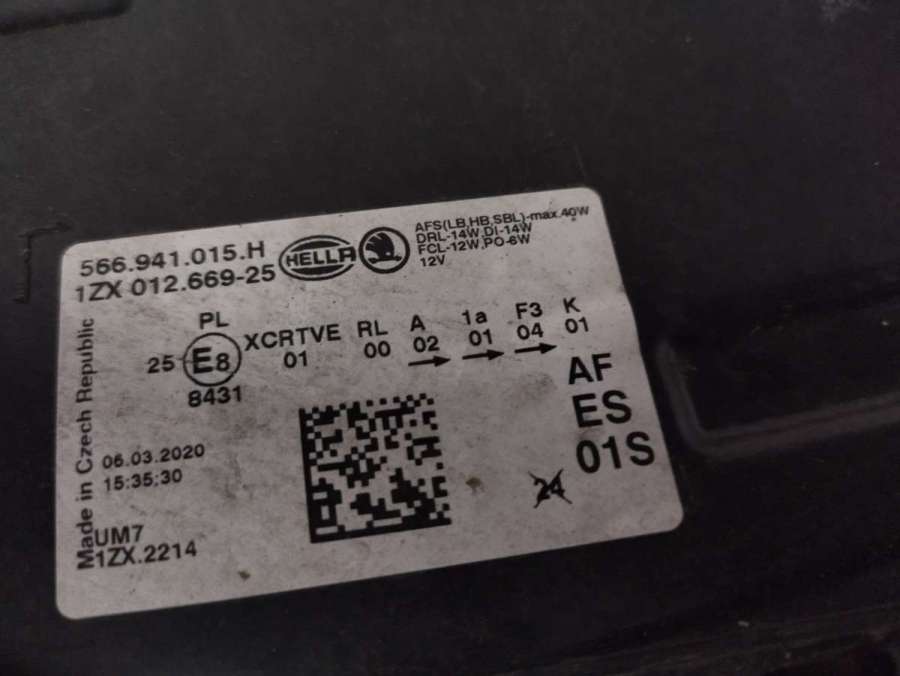 566.941.015.H
1ZX 012.669-25
HELLA
AFS(LB,HB,SBL)-max.40W
DRL-14W,DI-14W
FCL-12W,PO-6W
12V
PL
25 E8
8431
XCRTVE RL A 1a F3 K
01 00 02 01 04 01
AF
ES
01S
Made in Czech Republic
06.03.2020
15:35:30
24
UM7
1ZX.2214